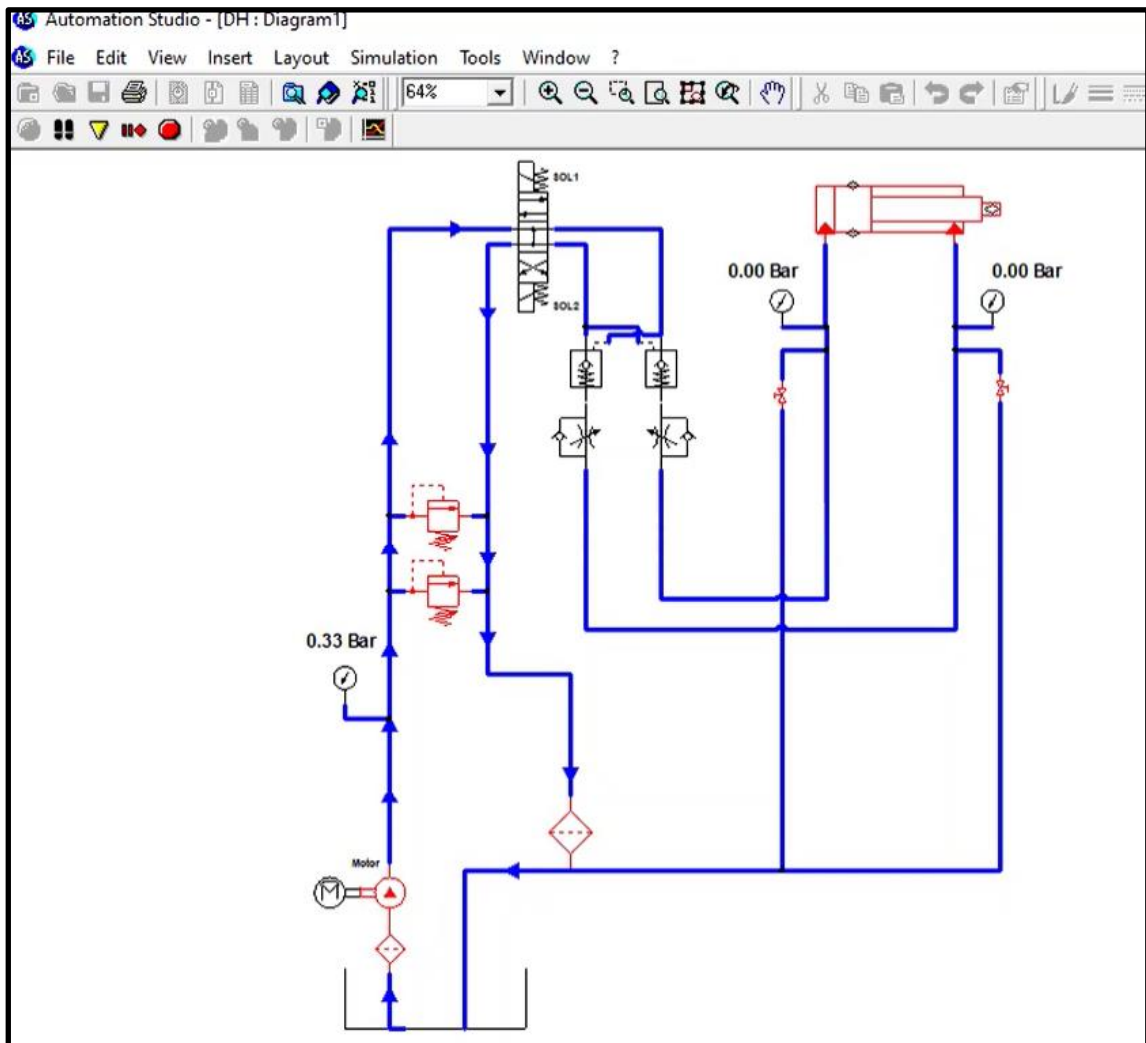 Automation Studio - [DH : Diagram1]
File Edit View Insert Layout Simulation Tools Window ?
64%
SOL1
0.00 Bar 0.00 Bar
SOL2
0.33 Bar
Motor
M